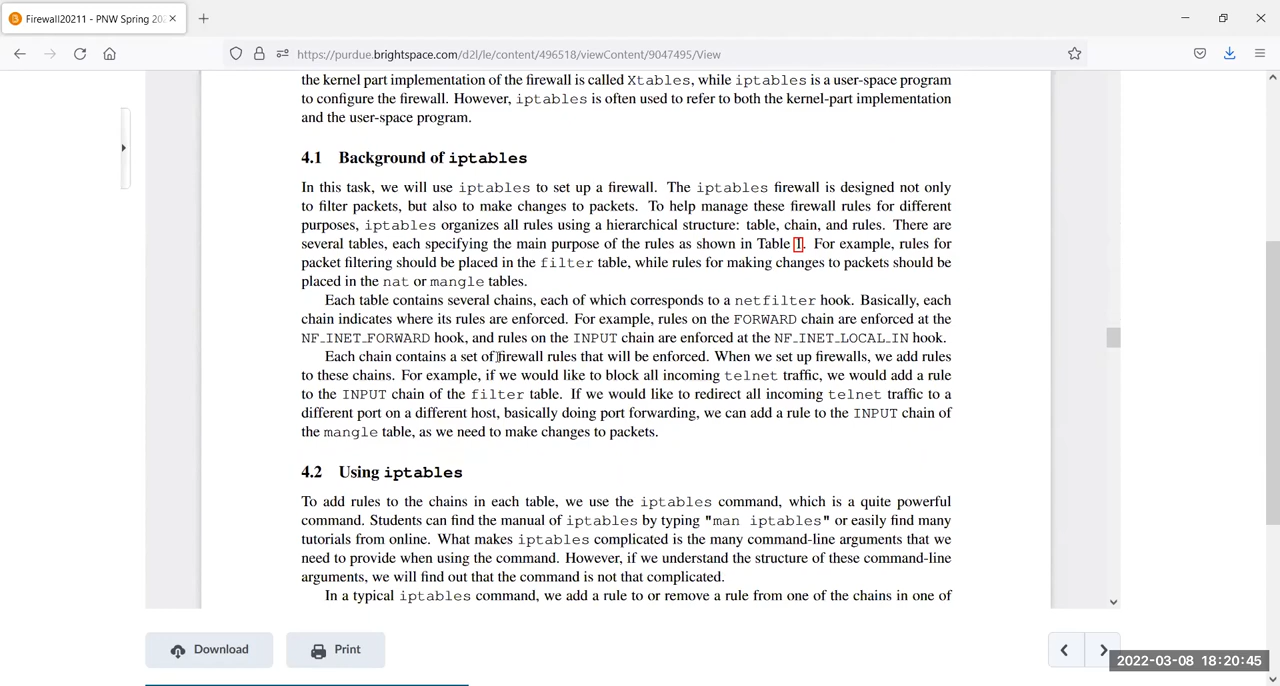 Firewall20211 - PNW Spring 202
https://purdue.brightspace.com/d2l/le/content/496518/viewContent/9047495/View
the kernel part implementation of the firewall is called Xtables, while iptables is a user-space program
to configure the firewall. However, iptables is often used to refer to both the kernel-part implementation
and the user-space program.
4.1 Background of iptables
In this task, we will use iptables to set up a firewall. The iptables firewall is designed not only
to filter packets, but also to make changes to packets. To help manage these firewall rules for different
purposes, iptables organizes all rules using a hierarchical structure: table, chain, and rules. There are
several tables, each specifying the main purpose of the rules as shown in Table 1. For example, rules for
packet filtering should be placed in the filter table, while rules for making changes to packets should be
placed in the nat or mangle tables.
Each table contains several chains, each of which corresponds to a netfilter hook. Basically, each
chain indicates where its rules are enforced. For example, rules on the FORWARD chain are enforced at the
NF_INET_FORWARD hook, and rules on the INPUT chain are enforced at the NF_INET_LOCAL_IN hook.
Each chain contains a set of firewall rules that will be enforced. When we set up firewalls, we add rules
to these chains. For example, if we would like to block all incoming telnet traffic, we would add a rule
to the INPUT chain of the filter table. If we would like to redirect all incoming telnet traffic to a
different port on a different host, basically doing port forwarding, we can add a rule to the INPUT chain of
the mangle table, as we need to make changes to packets.
4.2 Using iptables
To add rules to the chains in each table, we use the iptables command, which is a quite powerful
command. Students can find the manual of iptables by typing "man iptables" or easily find many
tutorials from online. What makes iptables complicated is the many command-line arguments that we
need to provide when using the command. However, if we understand the structure of these command-line
arguments, we will find out that the command is not that complicated.
In a typical iptables command, we add a rule to or remove a rule from one of the chains in one of
Download Print
2022-03-08 18:20:45